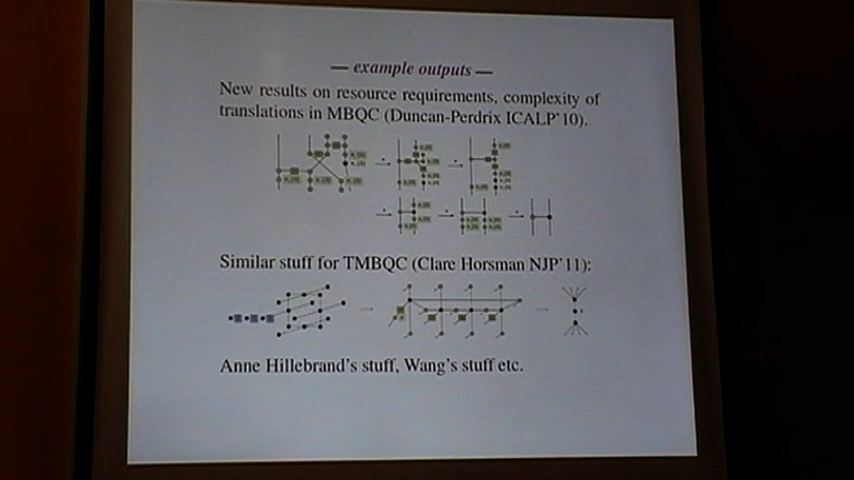 — example outputs —
New results on resource requirements, complexity of
translations in MBQC (Duncan-Perdrix ICALP'10).
Similar stuff for TMBQC (Clare Horsman NJP'11):
Anne Hillebrand's stuff, Wang's stuff etc.